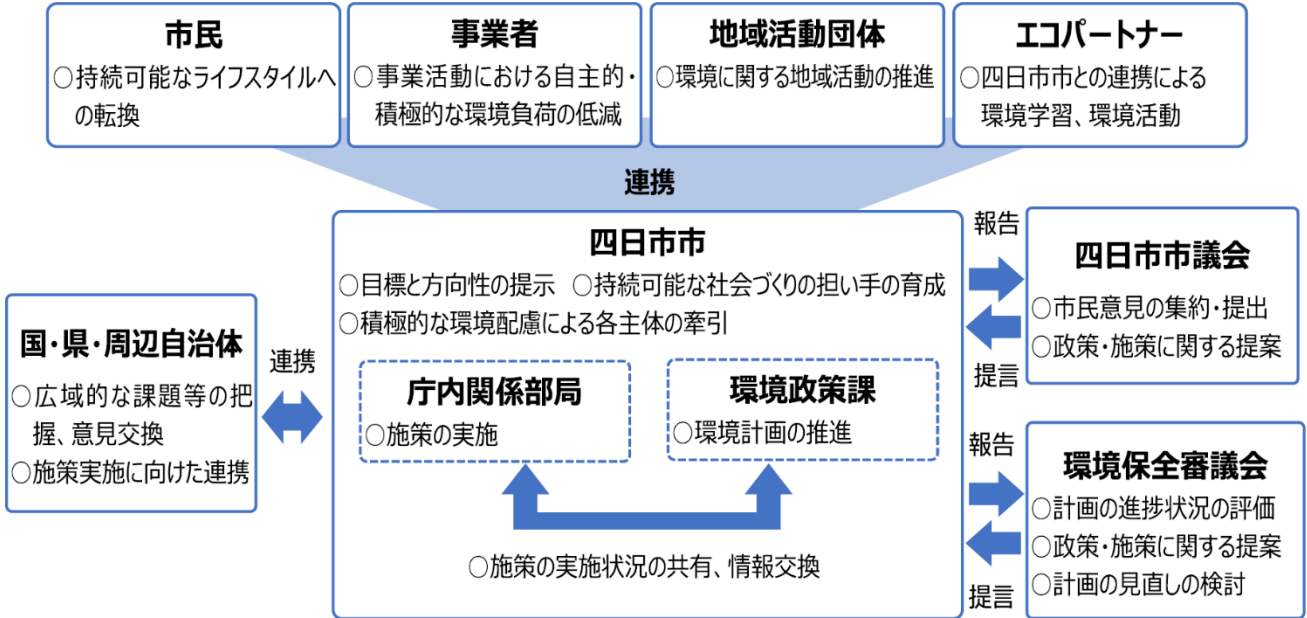 市民
○持続可能なライフスタイルへ
の転換
事業者
○事業活動における自主的・
積極的な環境負荷の低減
地域活動団体
○環境に関する地域活動の推進
エコパートナー
○四日市市との連携による
環境学習、環境活動
連携
四日市市
○目標と方向性の提示 ○持続可能な社会づくりの担い手の育成
○積極的な環境配慮による各主体の牽引
庁内関係部局
○施策の実施
環境政策課
○環境計画の推進
○施策の実施状況の共有、情報交換
国・県・周辺自治体
○広域的な課題等の把
握、意見交換
○施策実施に向けた連携
連携
報告
提言
四日市市議会
○市民意見の集約・提出
○政策・施策に関する提案
報告
提言
環境保全審議会
○計画の進捗状況の評価
○政策・施策に関する提案
○計画の見直しの検討